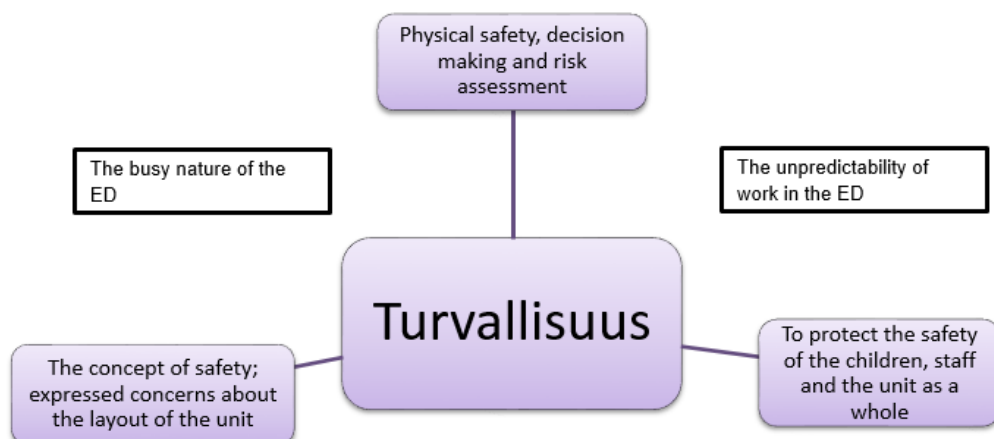 Physical safety, decision
making and risk
assessment
The busy nature of the
ED
The unpredictability of
work in the ED
Turvallisuus
The concept of safety;
expressed concerns about
the layout of the unit
To protect the safety
of the children, staff
and the unit as a
whole